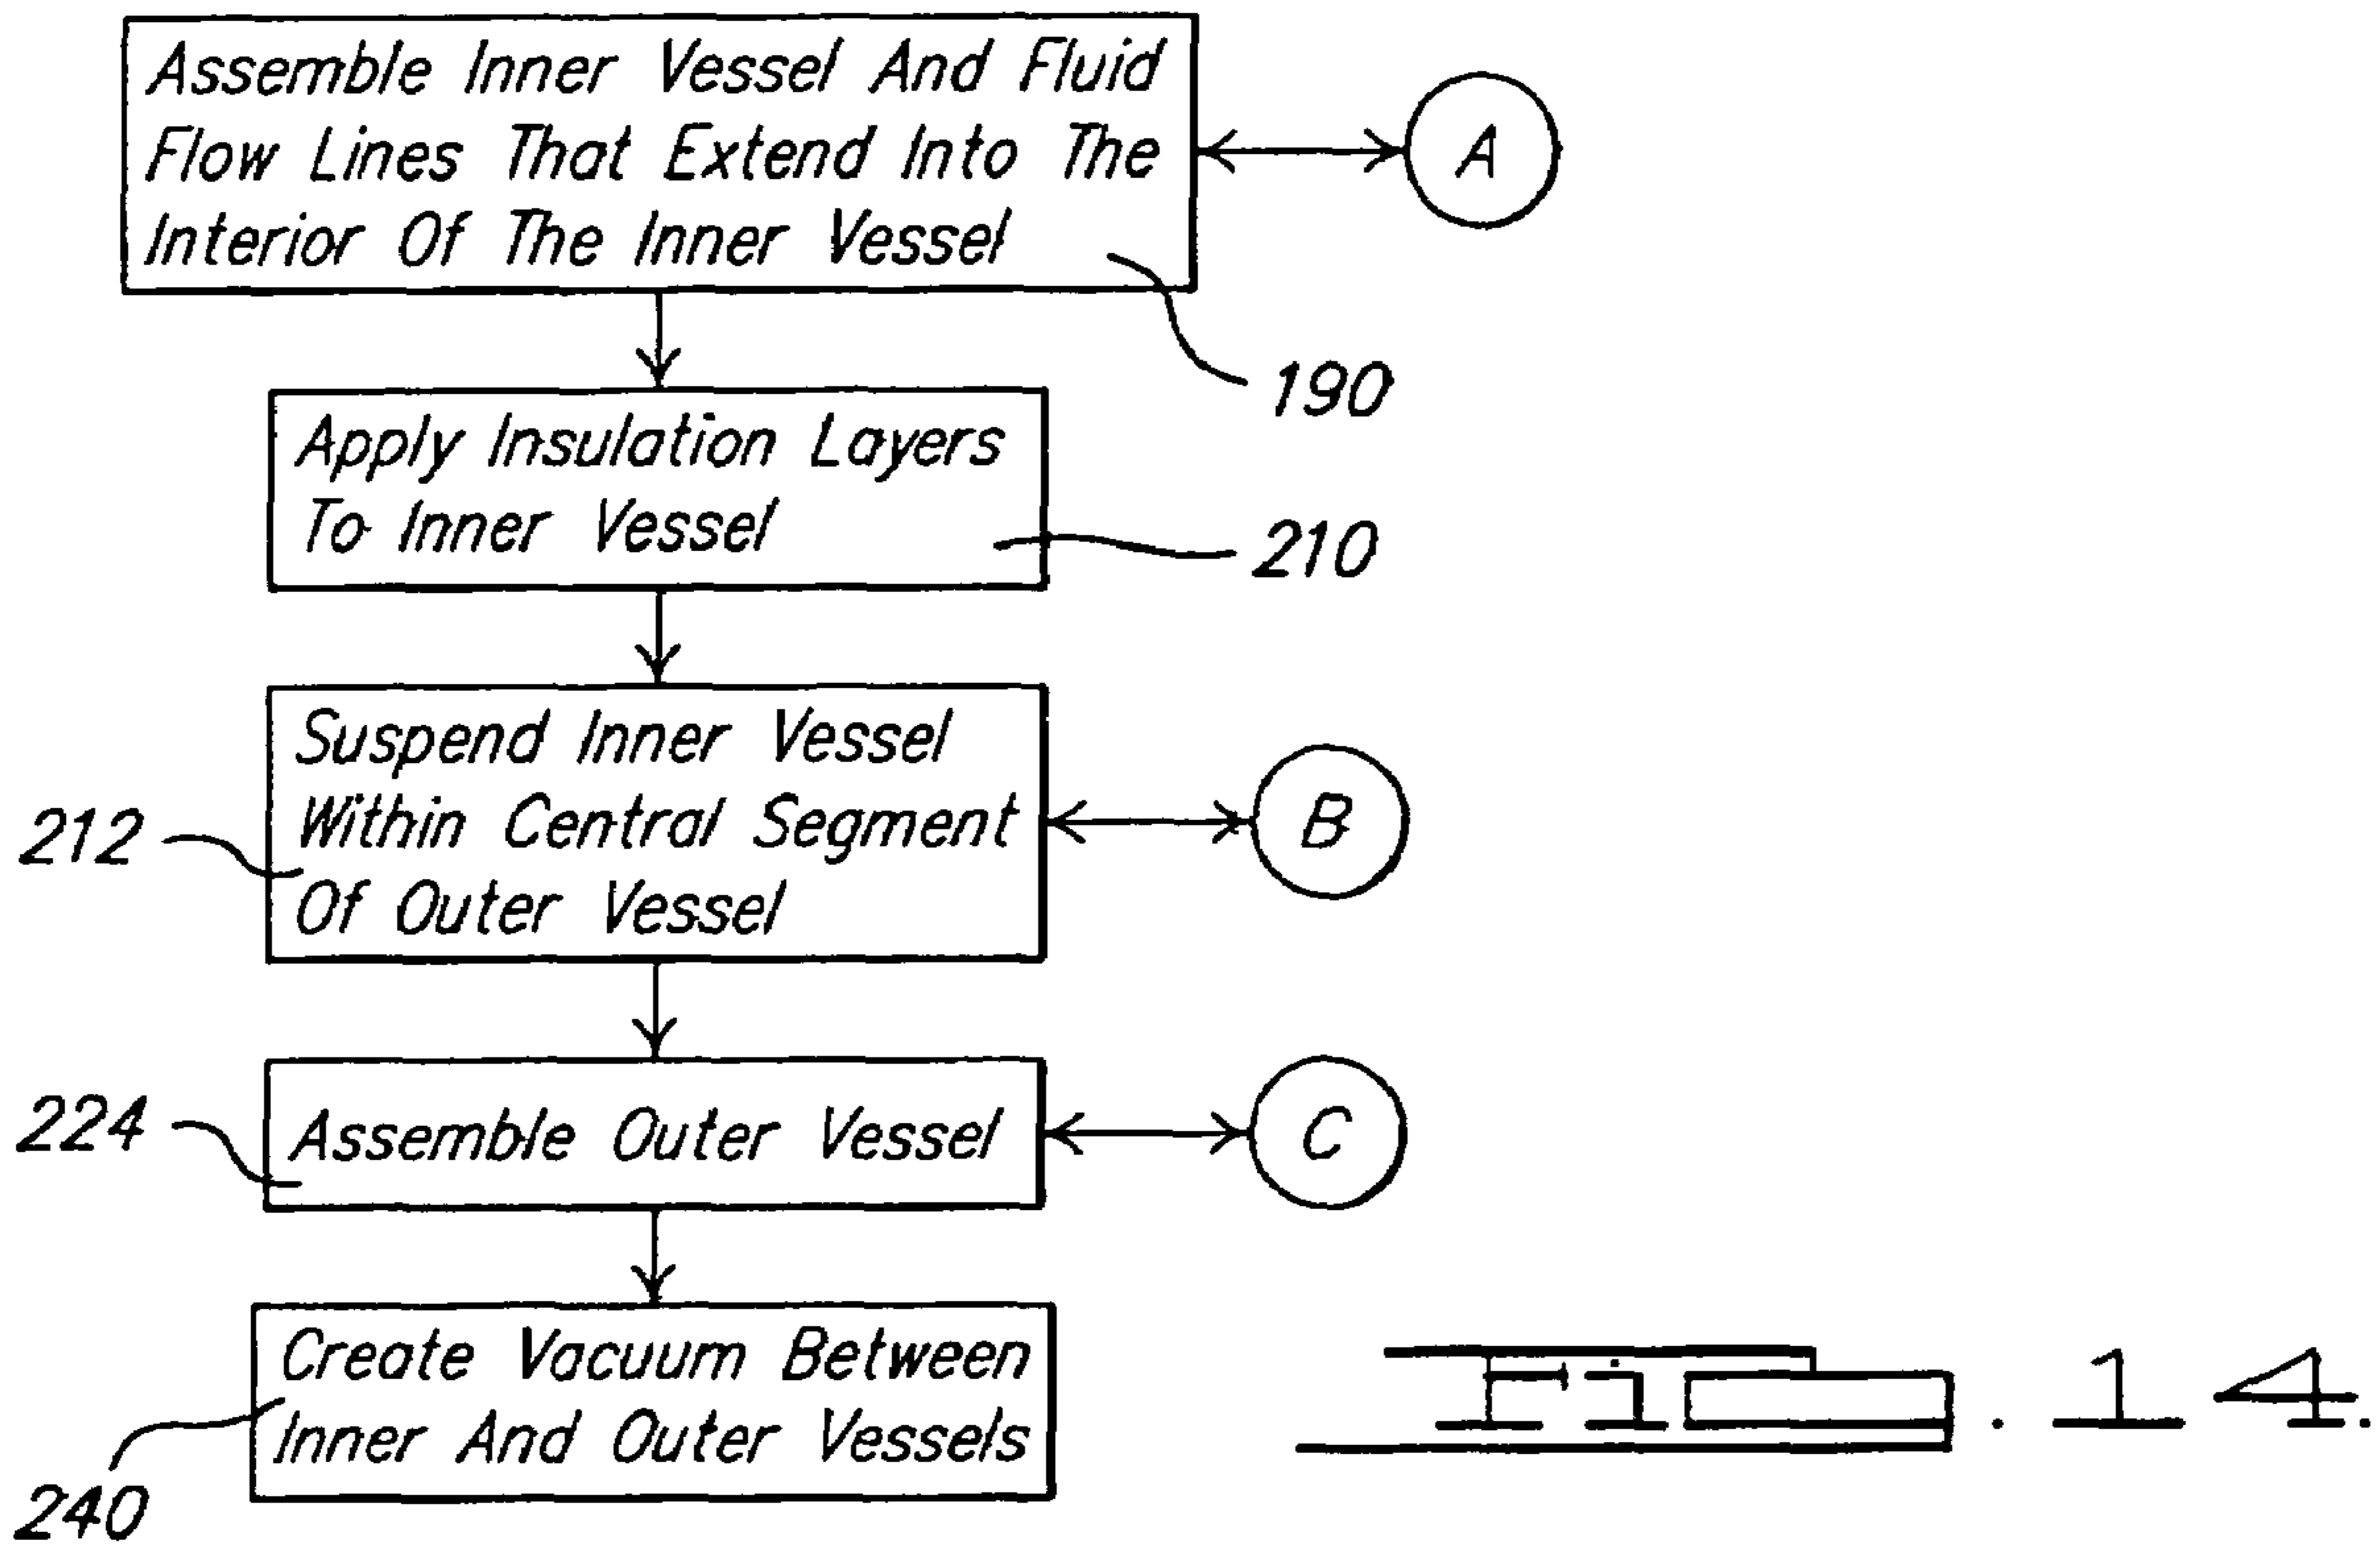 Assemble Inner Vessel And Fluid
Flow Lines That Extend Into The
Interior Of The Inner Vessel
A
190
Apply Insulation Layers
To Inner Vessel
210
Suspend Inner Vessel
Within Central Segment
Of Outer Vessel
212
B
Assemble Outer Vessel
224
C
Create Vacuum Between
Inner And Outer Vessels
240
Fig. 14.